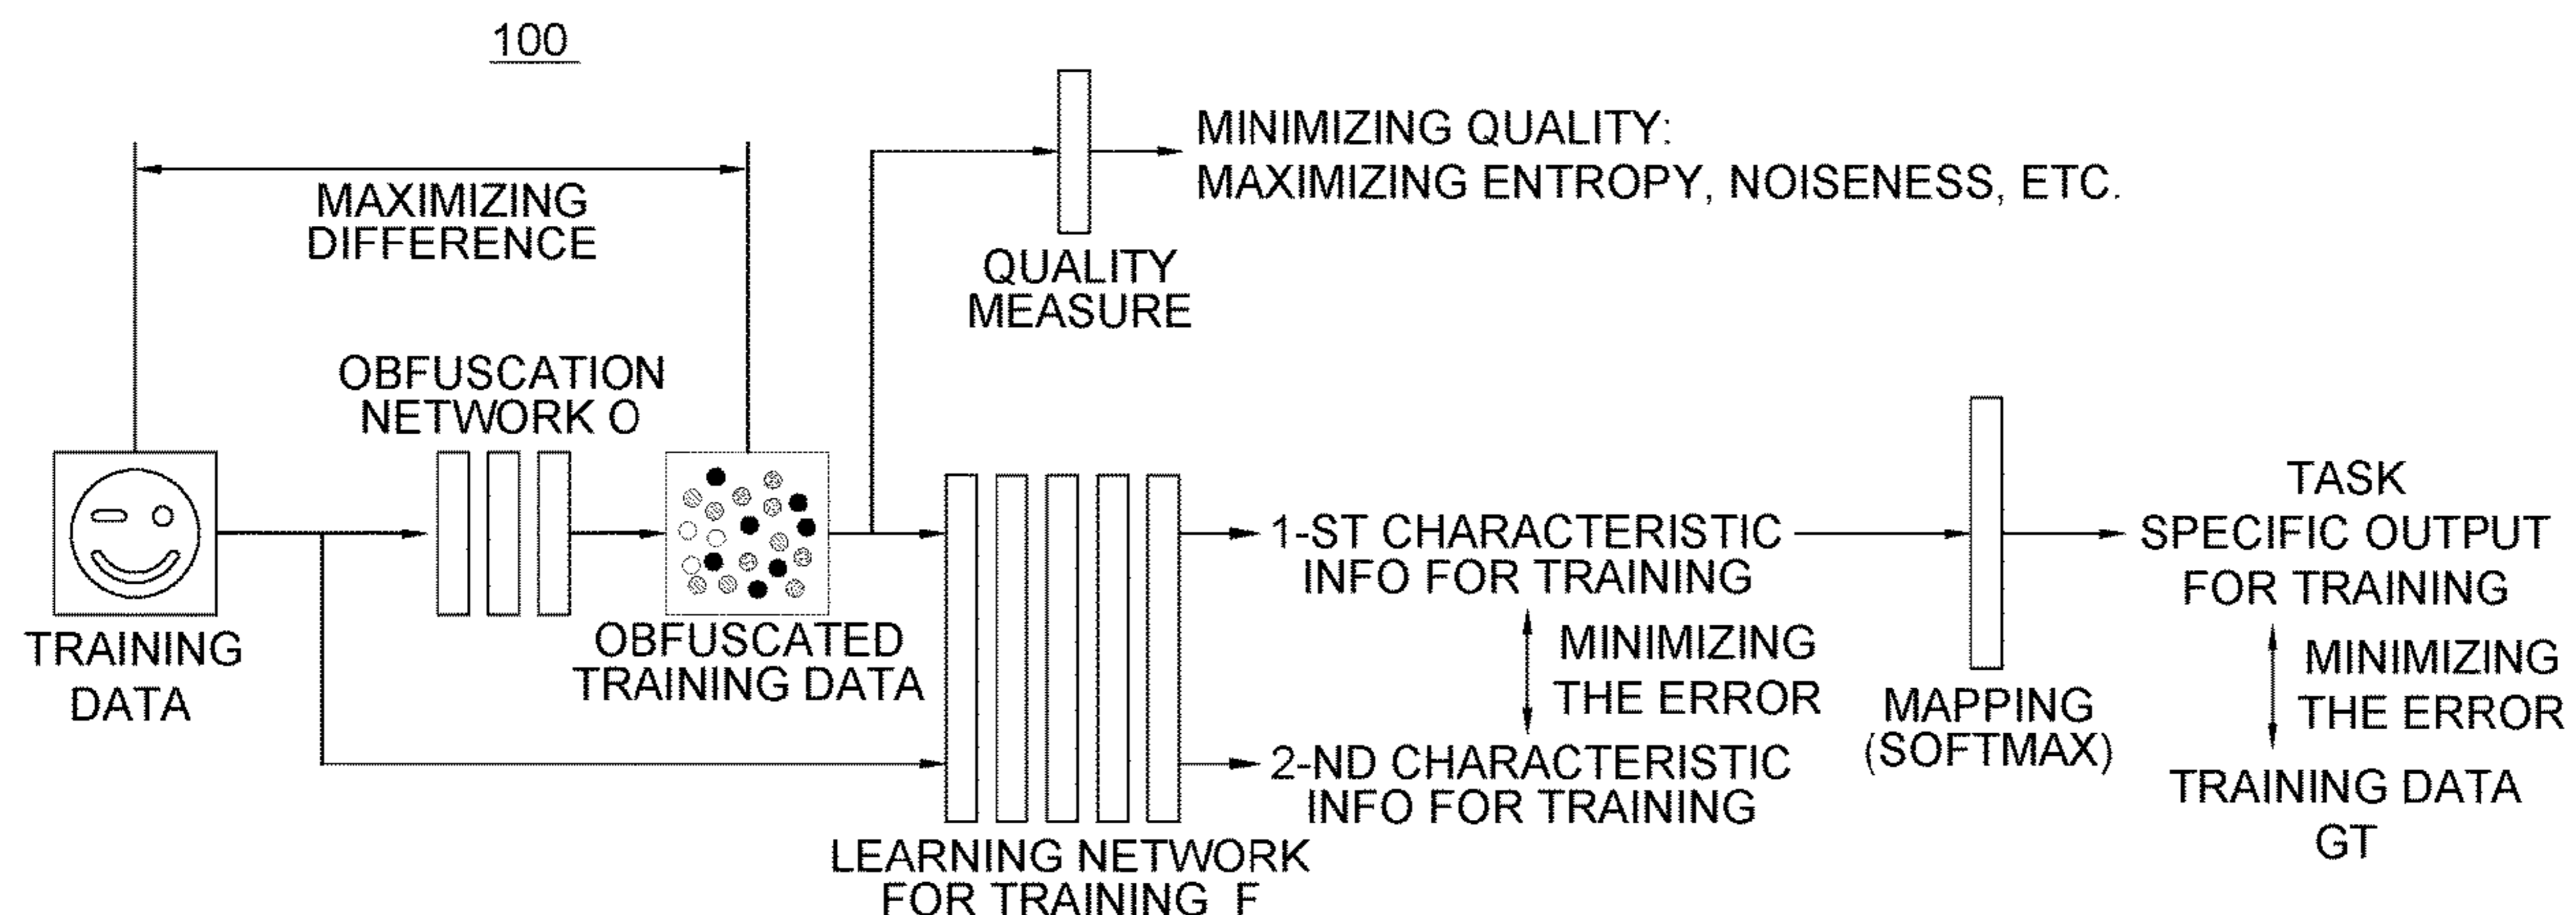 100
MAXIMIZING
DIFFERENCE
MINIMIZING QUALITY:
MAXIMIZING ENTROPY, NOISENESS, ETC.
QUALITY
MEASURE
OBFUSCATION
NETWORK O
TRAINING
DATA
OBFUSCATED
TRAINING DATA
LEARNING NETWORK
FOR TRAINING F
1-ST CHARACTERISTIC
INFO FOR TRAINING
MINIMIZING
THE ERROR
2-ND CHARACTERISTIC
INFO FOR TRAINING
MAPPING
(SOFTMAX)
TASK
SPECIFIC OUTPUT
FOR TRAINING
MINIMIZING
THE ERROR
TRAINING DATA
GT